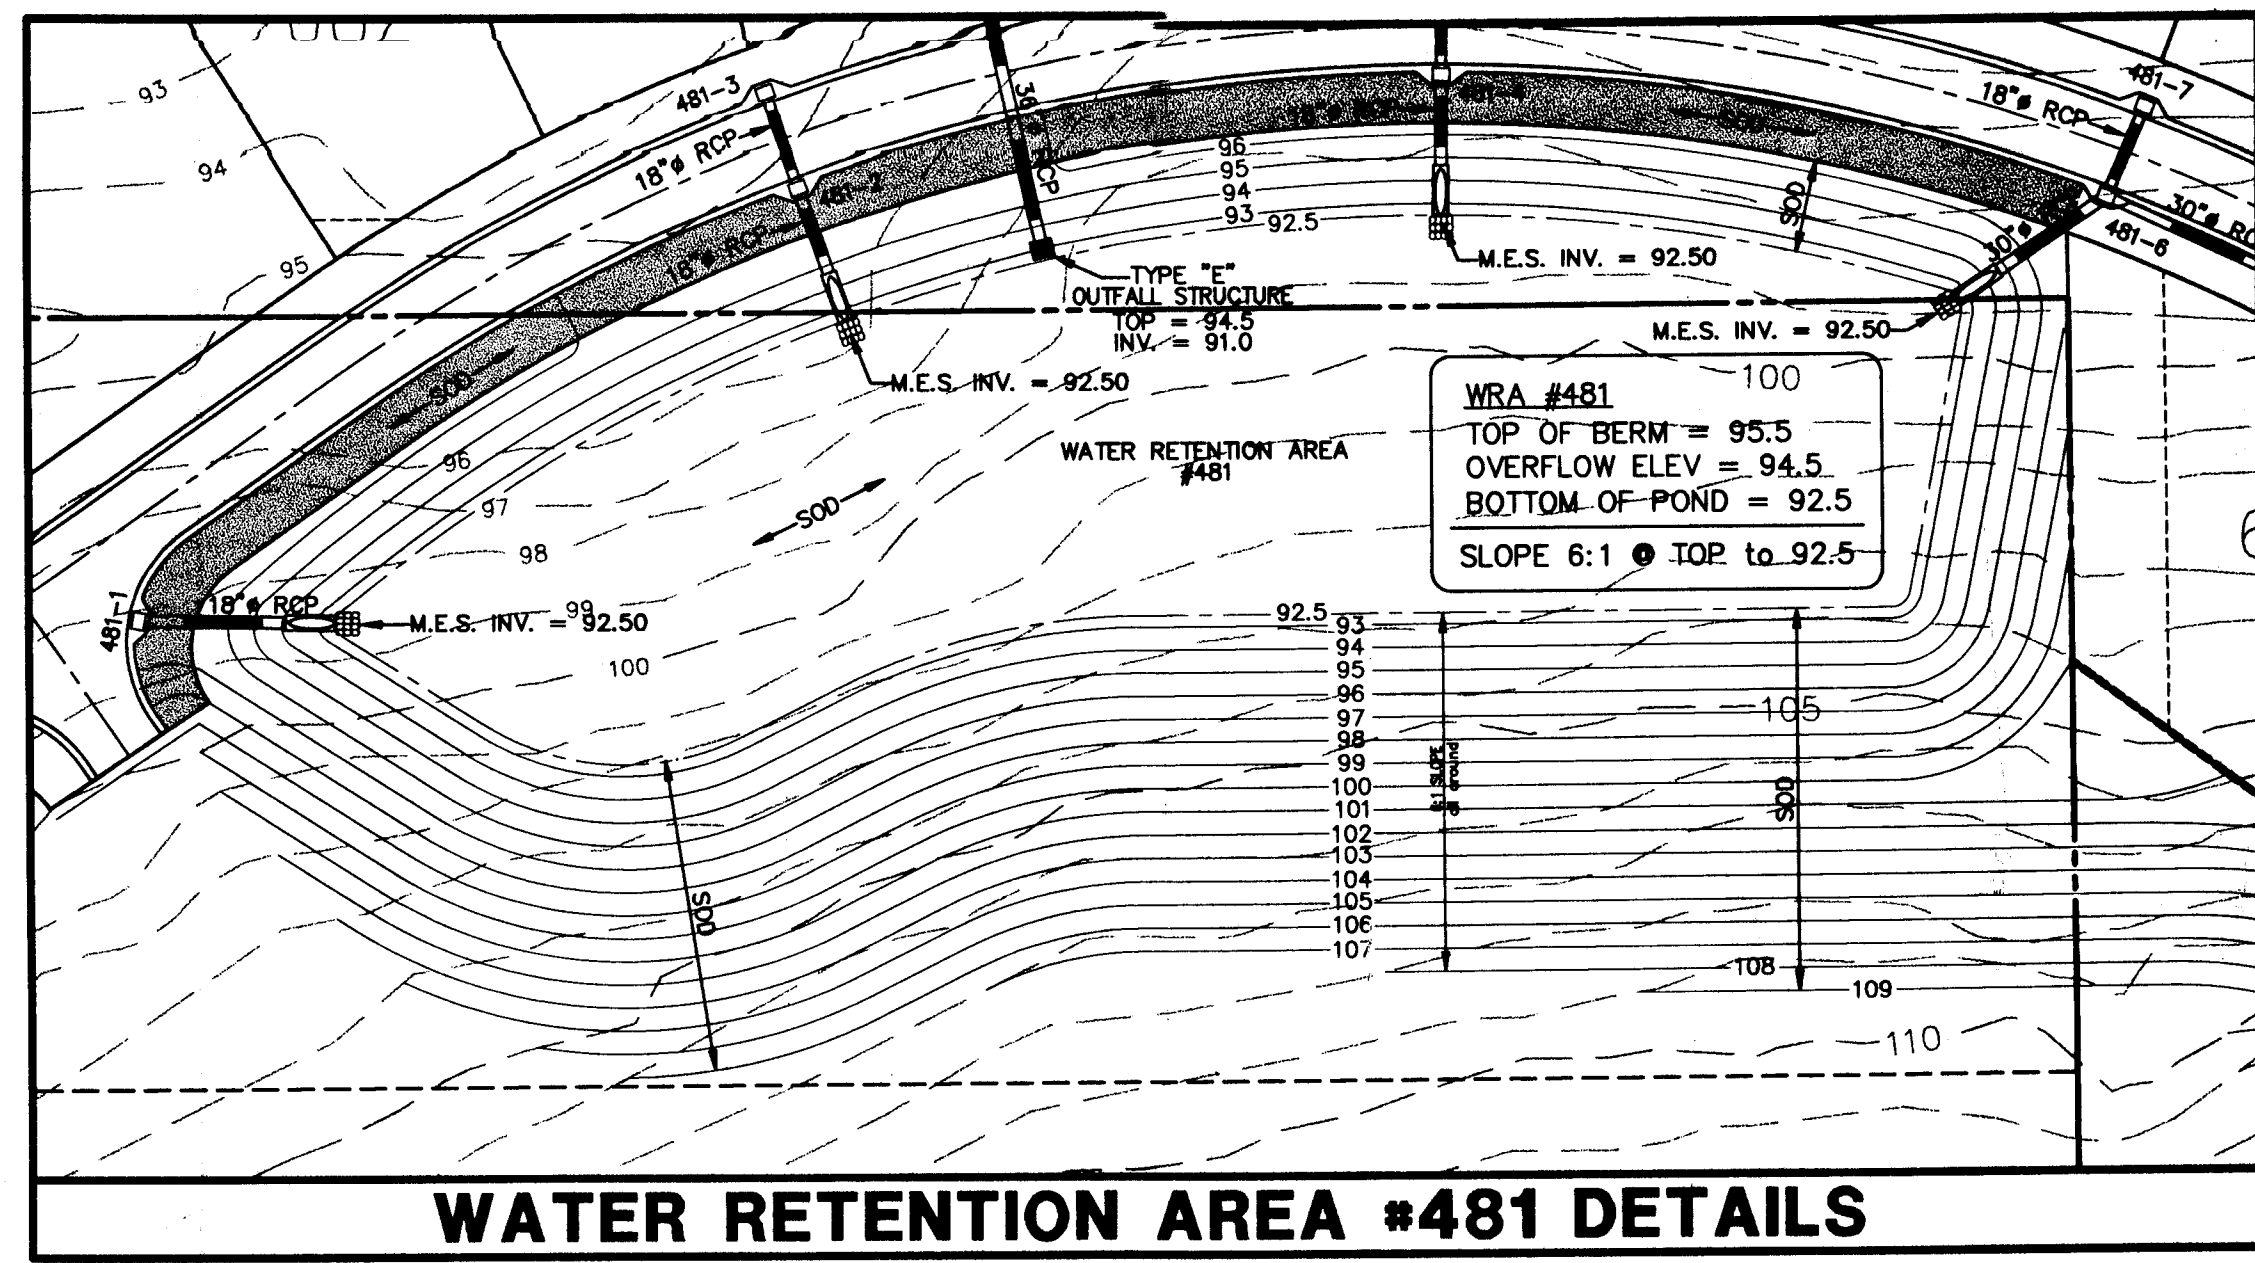 93
94
95
481-3
18"ø RCP
481-2
18"ø RCP
36"ø RCP
18"ø RCP
481-4
SOD
SOD
481-7
18"ø RCP
30"ø
481-6
30"ø
96
95
94
93
92.5
TYPE "E"
OUTFALL STRUCTURE
TOP = 94.5
INV. = 91.0
M.E.S. INV. = 92.50
M.E.S. INV. = 92.50
M.E.S. INV. = 92.50
SOD
96
97
98
99
100
WATER RETENTION AREA
#481
SOD
100
WRA #481
TOP OF BERM = 95.5
OVERFLOW ELEV = 94.5
BOTTOM OF POND = 92.5
SLOPE 6:1 @ TOP to 92.5
481-1
18"ø RCP
M.E.S. INV. = 92.50
92.5
93
94
95
96
97
98
99
100
101
102
103
104
105
106
107
108
109
105
110
SLOPE
all around
SOD
SOD
WATER RETENTION AREA #481 DETAILS